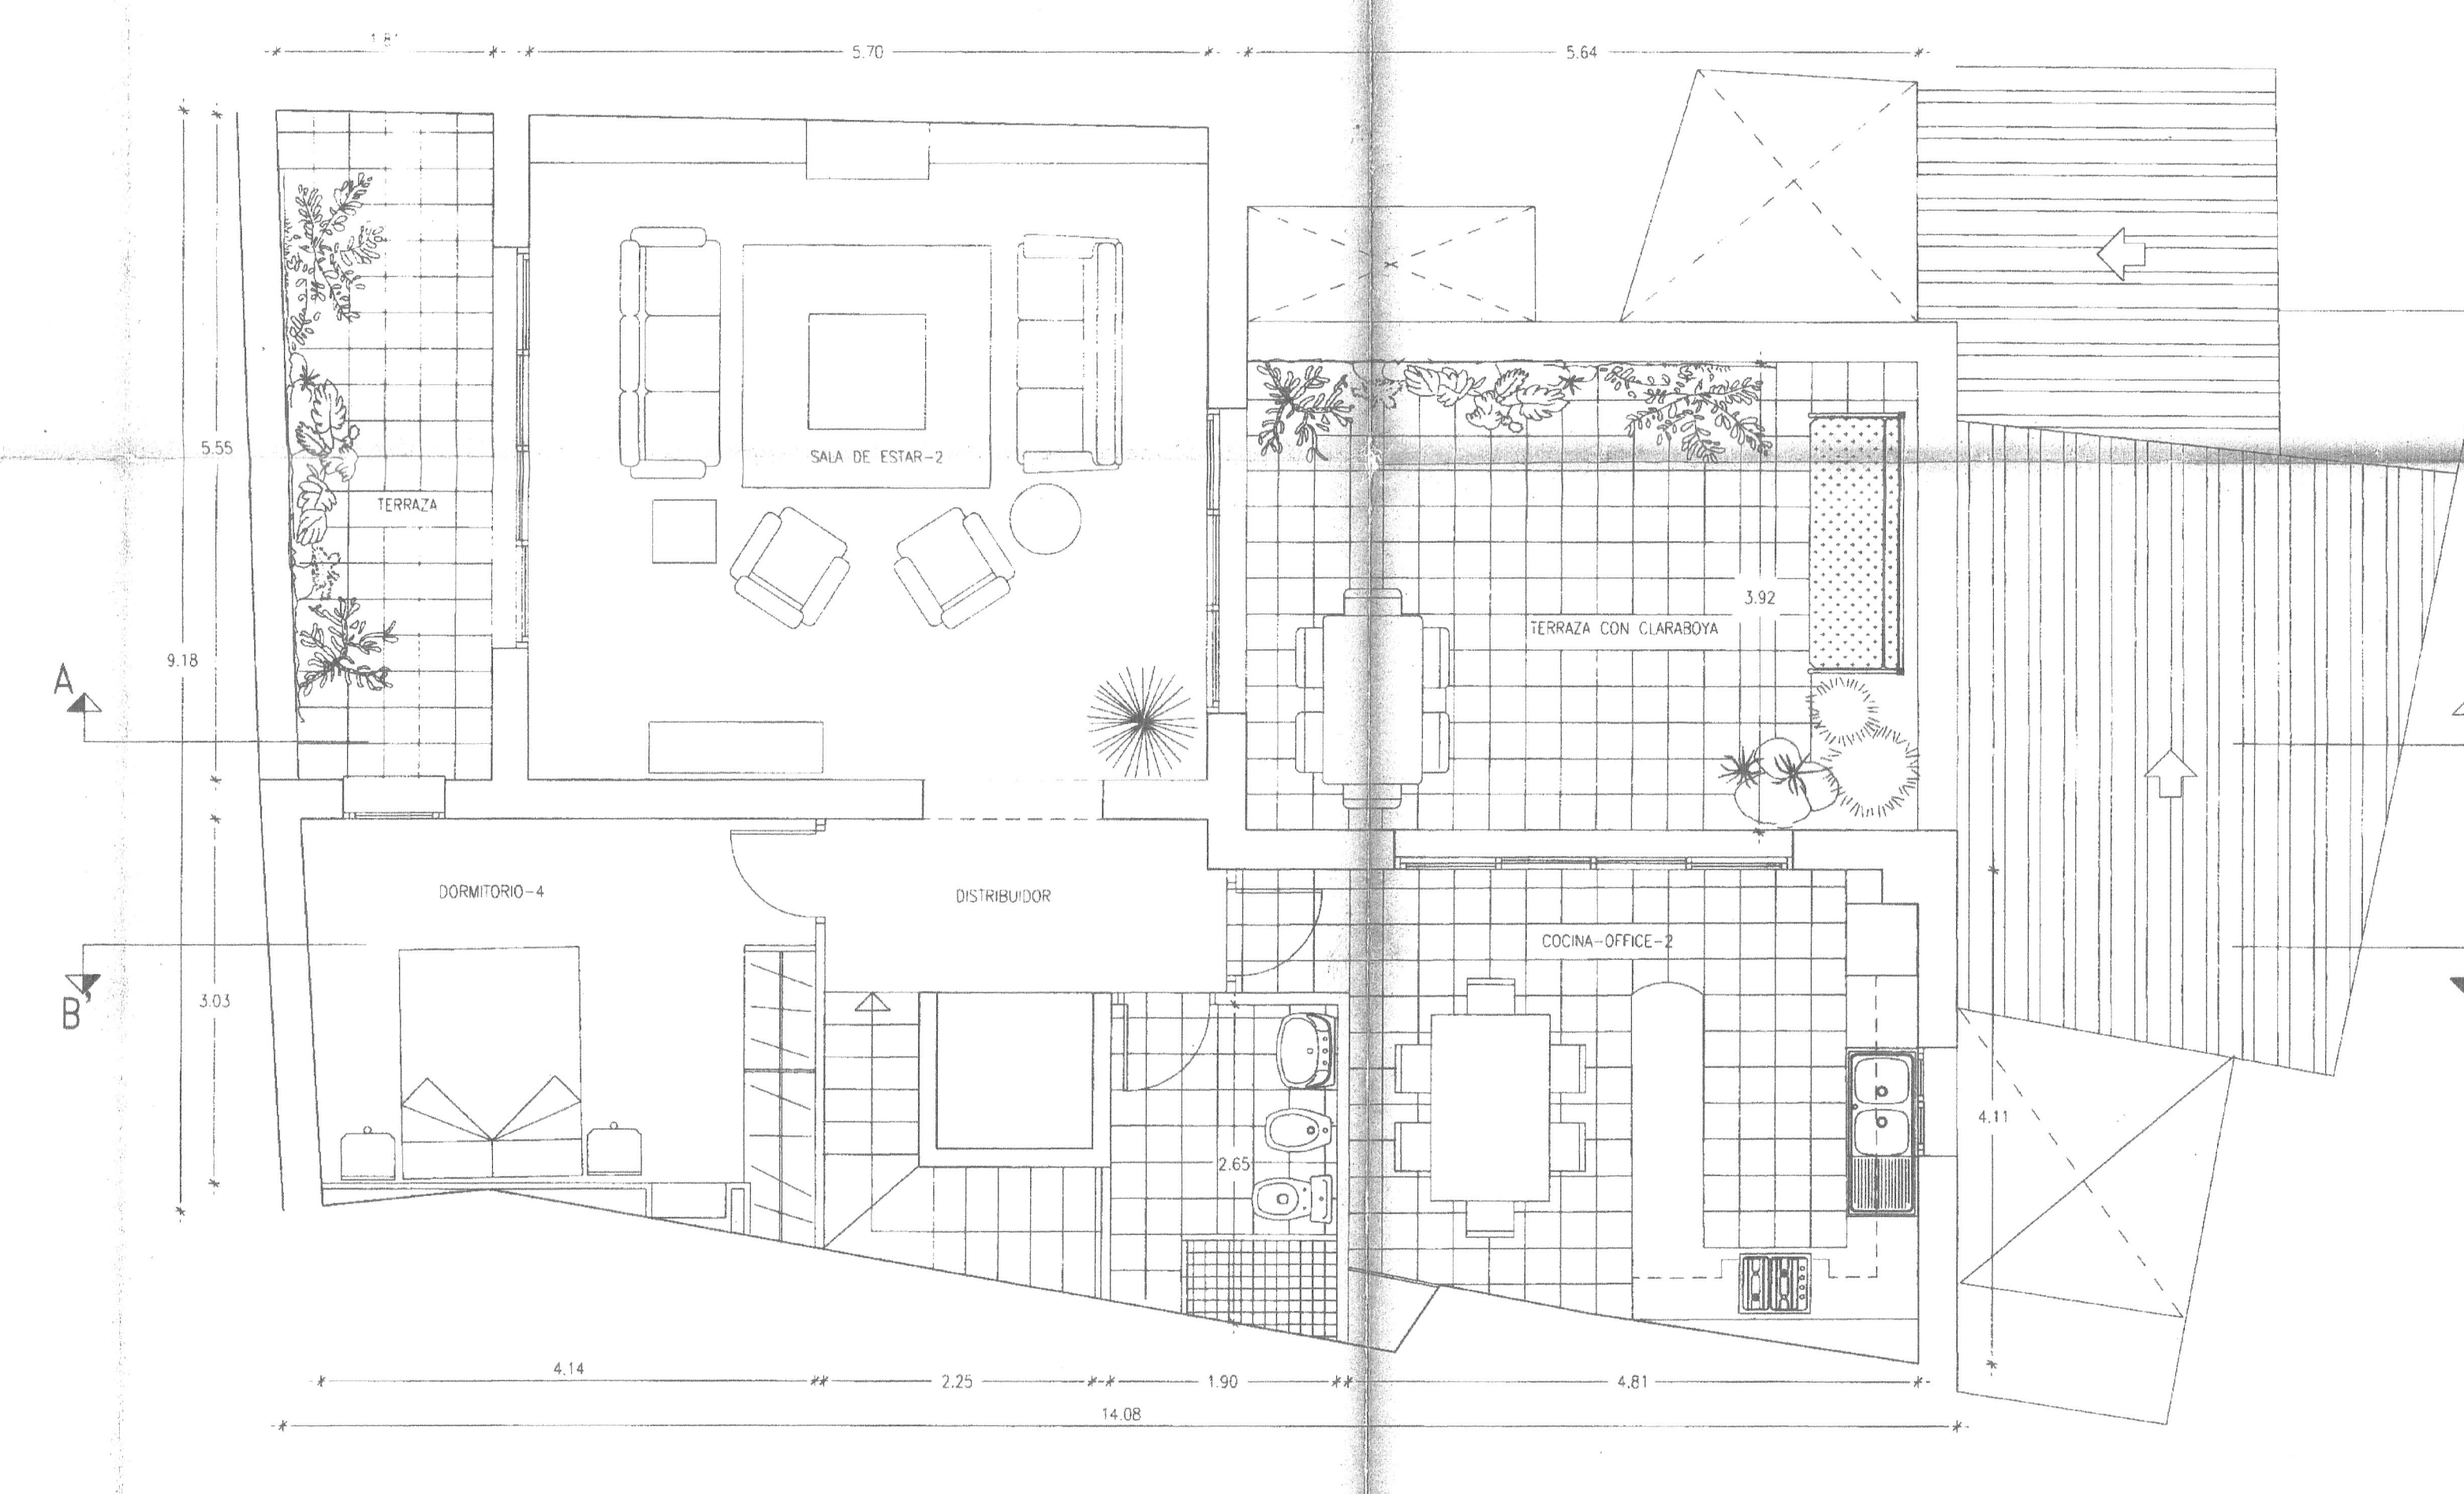 5.70
5.64
5.55
SALA DE ESTAR-2
TERRAZA
3.92
TERRAZA CON CLARABOYA
9.18
A
DORMITORIO-4
DISTRIBUIDOR
COCINA-OFFICE-2
3.03
B'
4.11
2.65
4.14
2.25
1.90
4.81
14.08